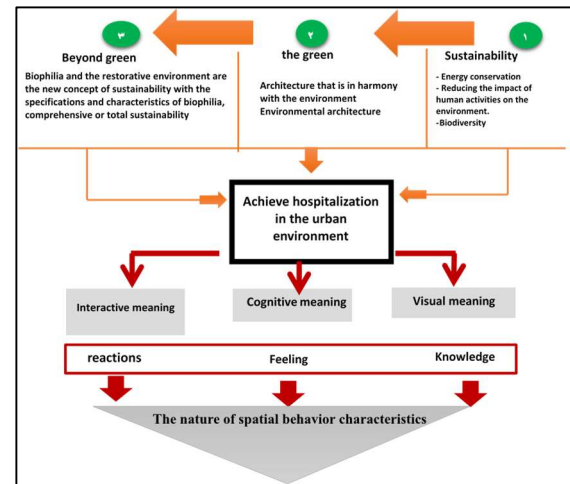 ٣
Beyond green
Biophilia and the restorative environment are
the new concept of sustainability with the
specifications and characteristics of biophilia,
comprehensive or total sustainability
٢
the green
Architecture that is in harmony
with the environment
Environmental architecture
١
Sustainability
- Energy conservation
- Reducing the impact of
human activities on the
environment.
-Biodiversity
Achieve hospitalization
in the urban
environment
Interactive meaning
Cognitive meaning
Visual meaning
reactions
Feeling
Knowledge
The nature of spatial behavior characteristics